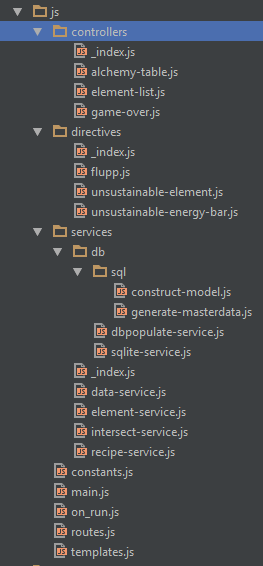 js
controllers
_index.js
alchemy-table.js
element-list.js
game-over.js
directives
_index.js
flupp.js
unsustainable-element.js
unsustainable-energy-bar.js
services
db
sql
construct-model.js
generate-masterdata.js
dbpopulate-service.js
sqlite-service.js
_index.js
data-service.js
element-service.js
intersect-service.js
recipe-service.js
constants.js
main.js
on_run.js
routes.js
templates.js